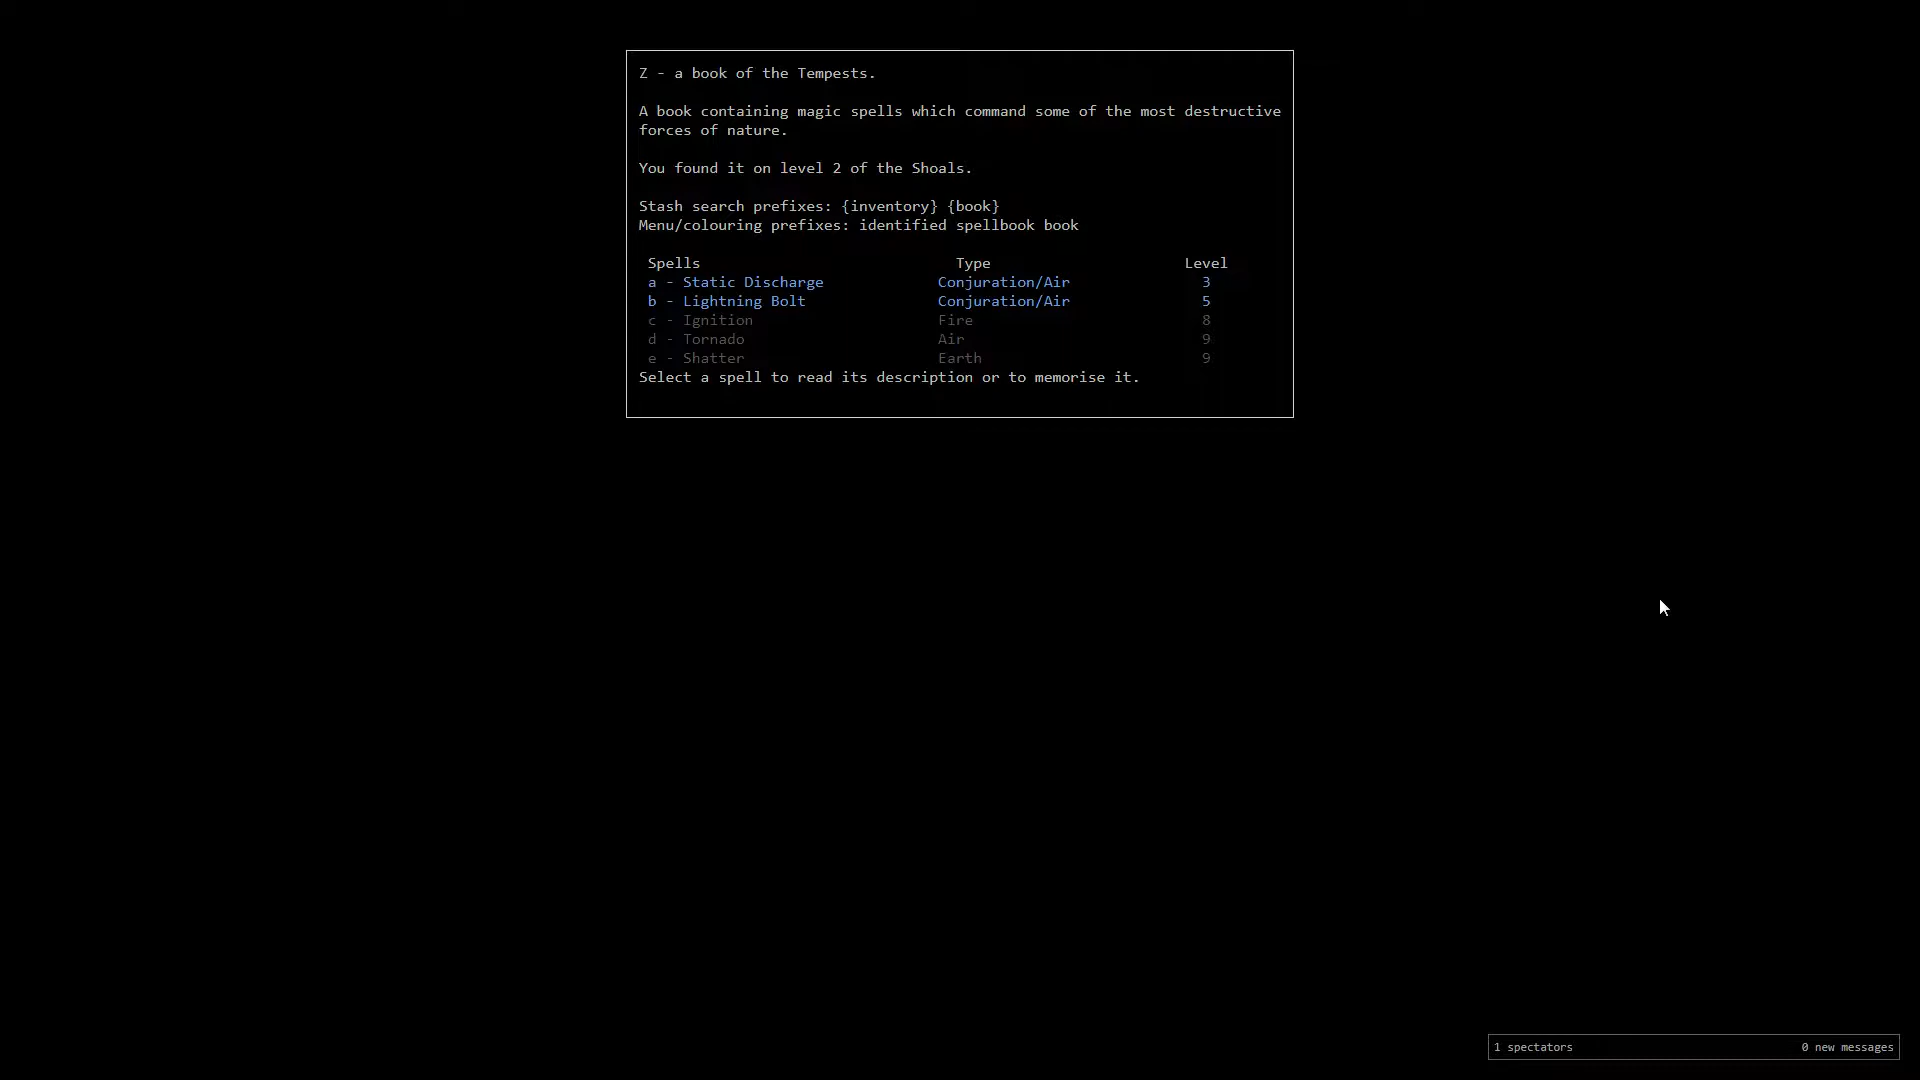 Z - a book of the Tempests.
A book containing magic spells which command some of the most destructive
forces of nature.
You found it on level 2 of the Shoals.
Stash search prefixes: {inventory} {book}
Menu/colouring prefixes: identified spellbook book
Spells Type Level
a - Static Discharge Conjuration/Air 3
b - Lightning Bolt Conjuration/Air 5
c - Ignition Fire 8
d - Tornado Air 9
e - Shatter Earth 9
Select a spell to read its description or to memorise it.
1 spectators 0 new messages